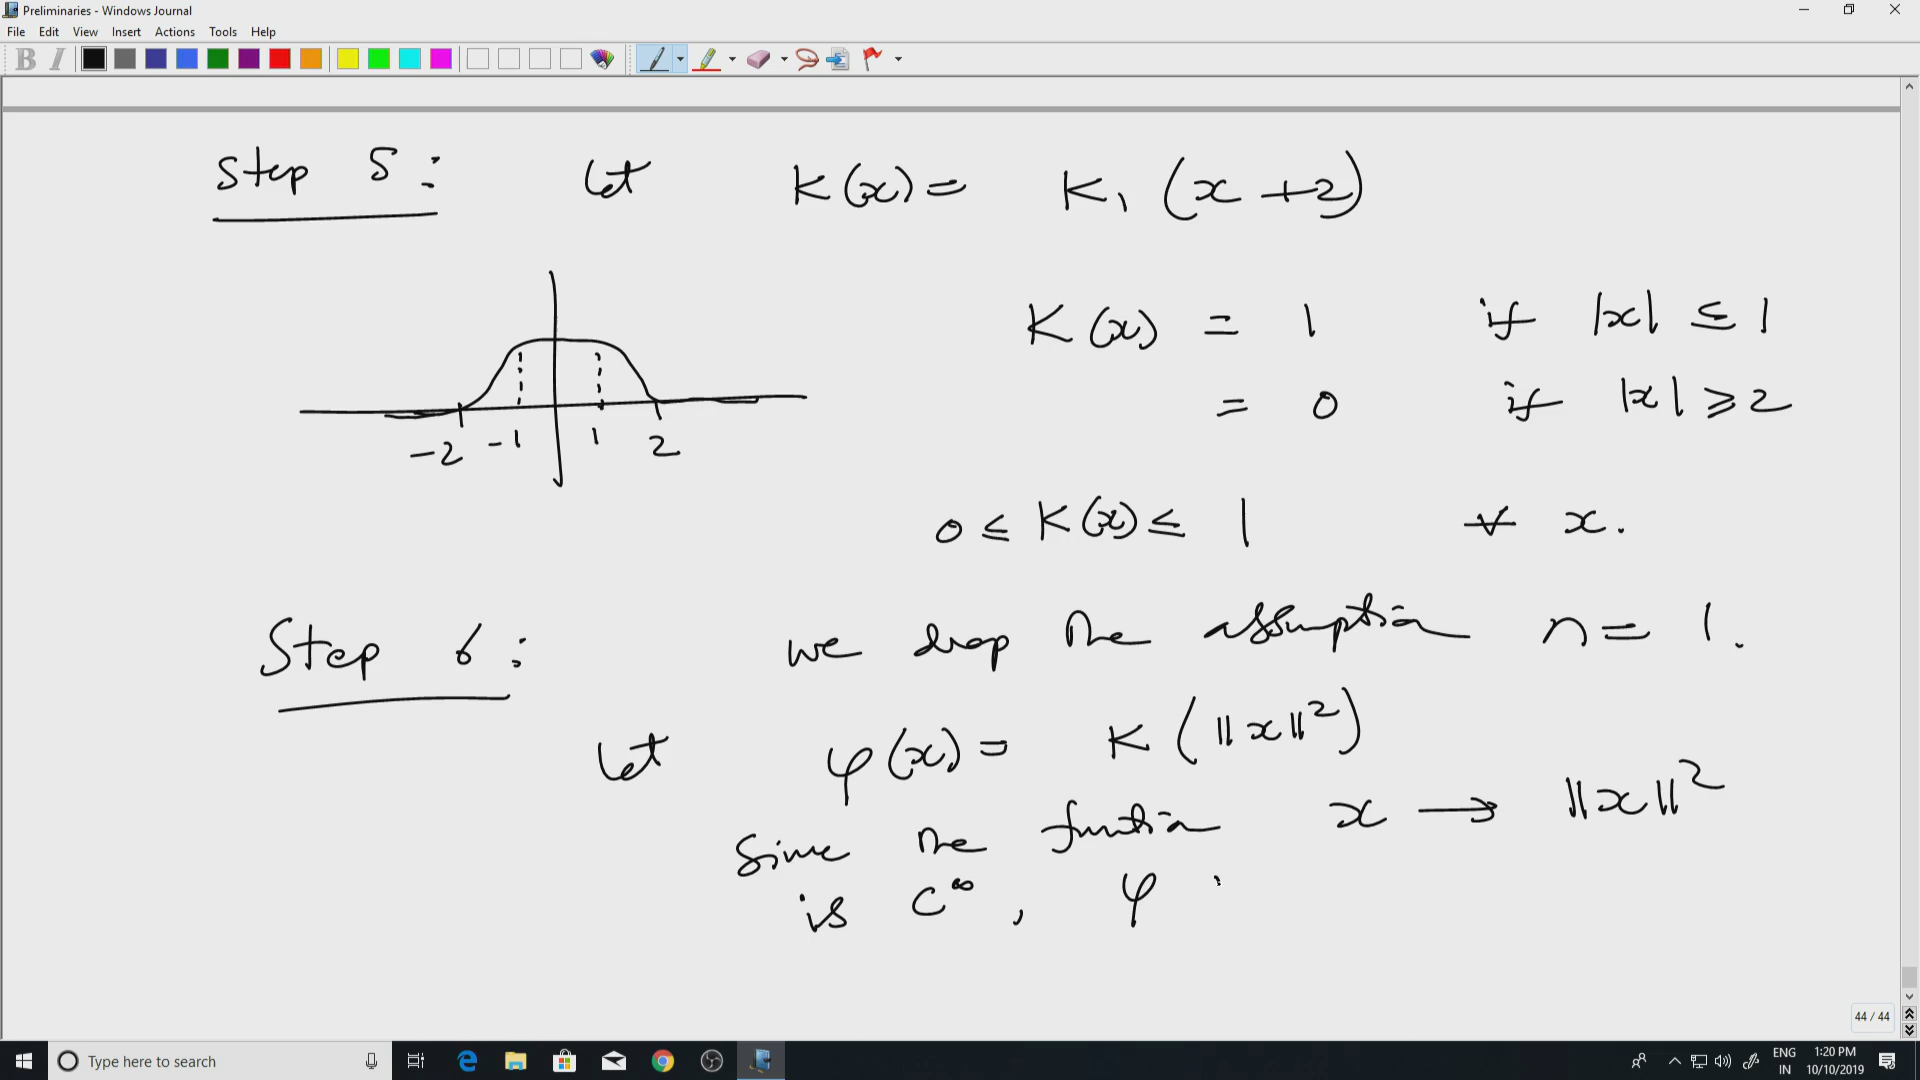 Preliminaries - Windows Journal
File Edit View Insert Actions Tools Help
B I
Step 5 : Let K(x) = K₁ (x + 2)
K(x) = 1 if |x| ≤ 1
= 0 if |x| ≥ 2
-2 -1 1 2
0 ≤ K(x) ≤ 1 ∀ x.
Step 6 : we drop the assumption n = 1.
Let φ(x) = K (‖x‖²)
Since the function x → ‖x‖²
is C^∞ , φ
44 / 44
Type here to search
ENG
IN
1:20 PM
10/10/2019